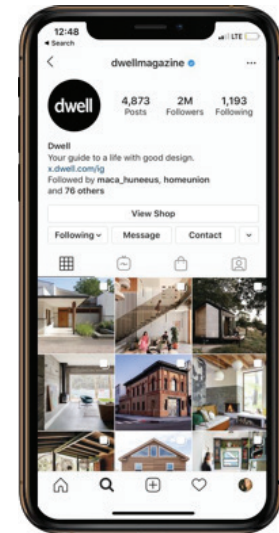 12:48
LTE
Search
dwellmagazine
dwell
4,873 2M 1,193
Posts Followers Following
Dwell
Your guide to a life with good design.
x.dwell.com/ig
Followed by maca_huneeus, homeunion
and 76 others
View Shop
Following Message Contact